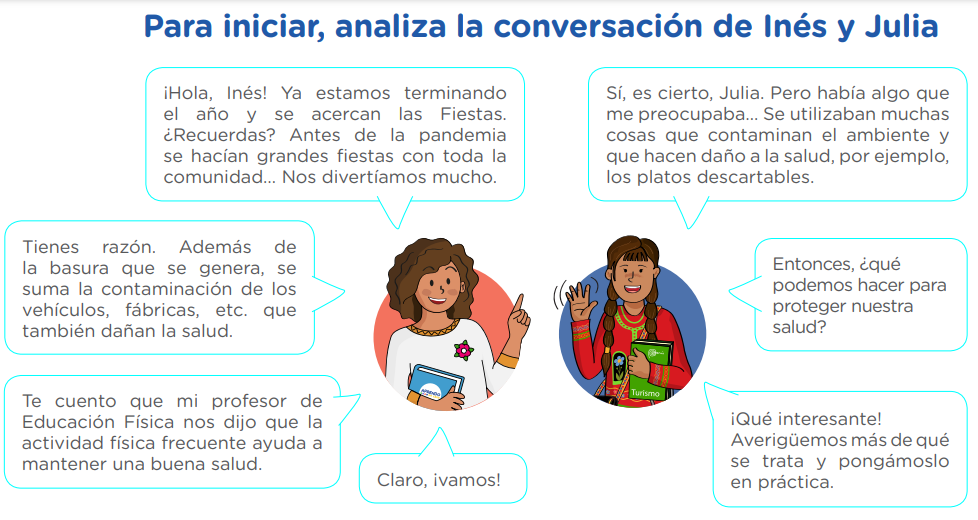 Para iniciar, analiza la conversación de Inés y Julia
¡Hola, Inés! Ya estamos terminando
el año y se acercan las Fiestas.
¿Recuerdas? Antes de la pandemia
se hacían grandes fiestas con toda la
comunidad... Nos divertíamos mucho.
Sí, es cierto, Julia. Pero había algo que
me preocupaba... Se utilizaban muchas
cosas que contaminan el ambiente y
que hacen daño a la salud, por ejemplo,
los platos descartables.
Tienes razón. Además de
la basura que se genera, se
suma la contaminación de los
vehículos, fábricas, etc. que
también dañan la salud.
Entonces, ¿qué
podemos hacer para
proteger nuestra
salud?
Te cuento que mi profesor de
Educación Física nos dijo que la
actividad física frecuente ayuda a
mantener una buena salud.
¡Qué interesante!
Averigüemos más de qué
se trata y pongámoslo
en práctica.
Claro, ¡vamos!
Turismo